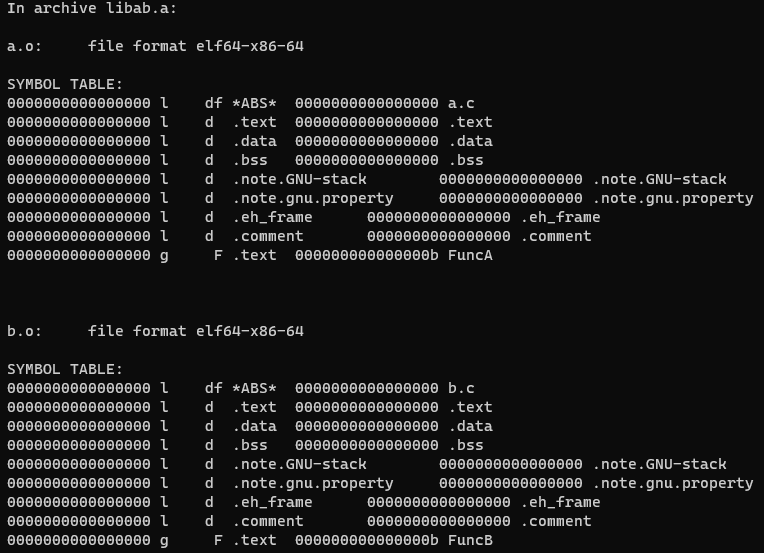 In archive libab.a:

a.o:     file format elf64-x86-64

SYMBOL TABLE:
0000000000000000 l    df *ABS*  0000000000000000 a.c
0000000000000000 l    d  .text  0000000000000000 .text
0000000000000000 l    d  .data  0000000000000000 .data
0000000000000000 l    d  .bss   0000000000000000 .bss
0000000000000000 l    d  .note.GNU-stack        0000000000000000 .note.GNU-stack
0000000000000000 l    d  .note.gnu.property     0000000000000000 .note.gnu.property
0000000000000000 l    d  .eh_frame      0000000000000000 .eh_frame
0000000000000000 l    d  .comment       0000000000000000 .comment
0000000000000000 g     F .text  000000000000000b FuncA

b.o:     file format elf64-x86-64

SYMBOL TABLE:
0000000000000000 l    df *ABS*  0000000000000000 b.c
0000000000000000 l    d  .text  0000000000000000 .text
0000000000000000 l    d  .data  0000000000000000 .data
0000000000000000 l    d  .bss   0000000000000000 .bss
0000000000000000 l    d  .note.GNU-stack        0000000000000000 .note.GNU-stack
0000000000000000 l    d  .note.gnu.property     0000000000000000 .note.gnu.property
0000000000000000 l    d  .eh_frame      0000000000000000 .eh_frame
0000000000000000 l    d  .comment       0000000000000000 .comment
0000000000000000 g     F .text  000000000000000b FuncB